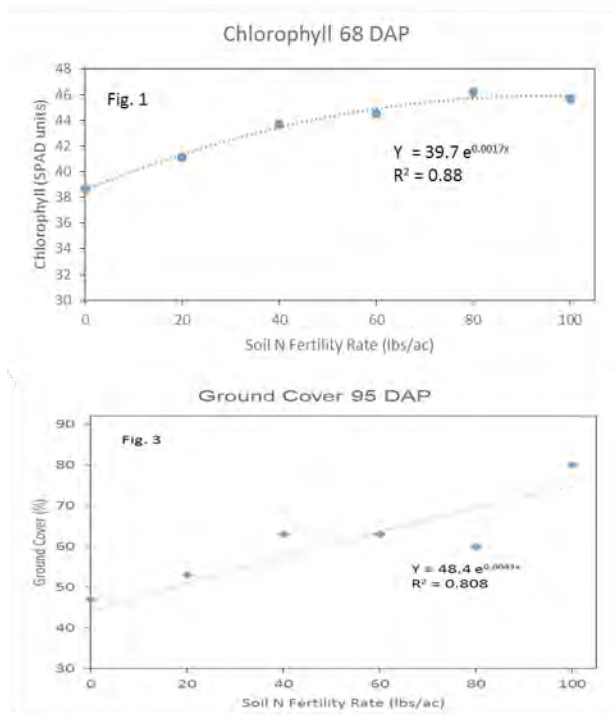 Chlorophyll 68 DAP
Fig. 1
Chlorophyll (SPAD units)
48
46
44
42
40
38
36
34
32
30
Y = 39.7 e^0.0017x
R² = 0.88
0 20 40 60 80 100
Soil N Fertility Rate (lbs/ac)
Ground Cover 95 DAP
Fig. 3
Ground Cover (%)
90
80
70
60
50
40
30
Y = 48.4 e^0.0043x
R² = 0.808
0 20 40 60 80 100
Soil N Fertility Rate (lbs/ac)